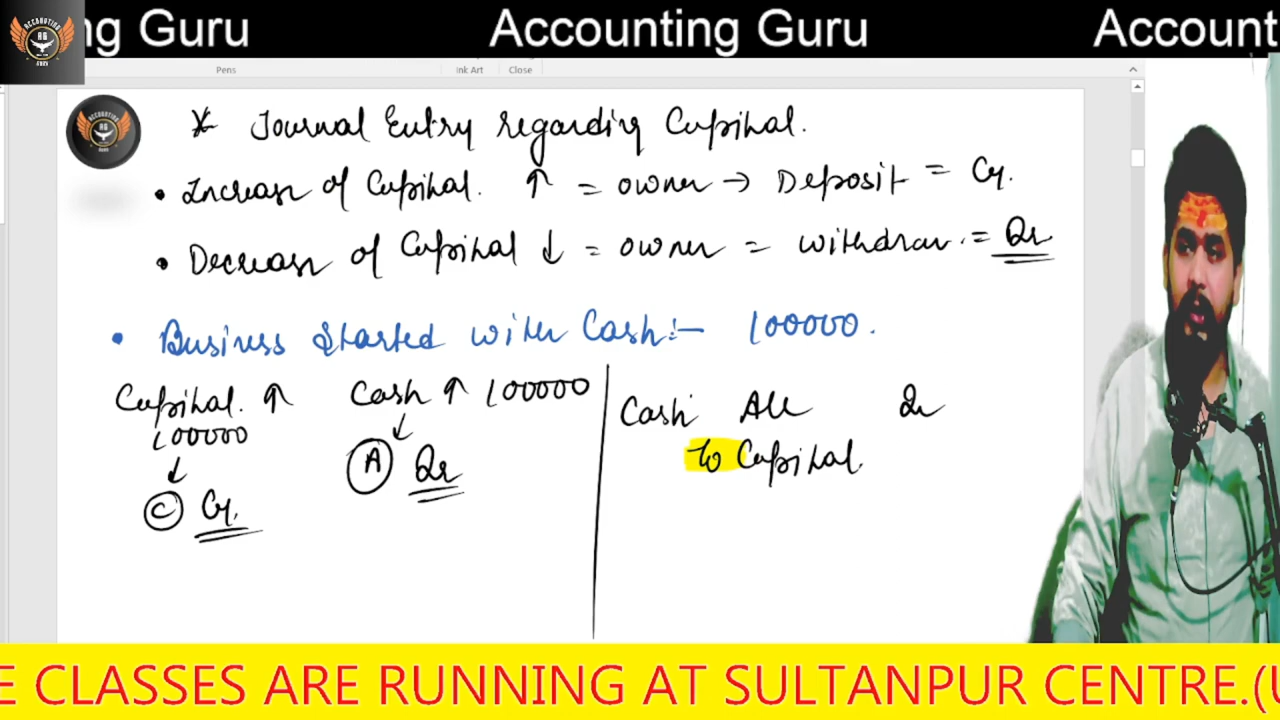 ng Guru Accounting Guru Account
Pens Ink Art Close
Journal Entry regarding Capital.
• Increase of Capital. ↑ = owner → Deposit = Cr.
• Decrease of Capital ↓ = owner = withdraw. = Dr
• Business Started with Cash:- 100000.
Capital. ↑ Cash ↑ 100000
100000
↓ ↓
C Cr. A Dr
Cash A/c Dr
To Capital.
E CLASSES ARE RUNNING AT SULTANPUR CENTRE.(U